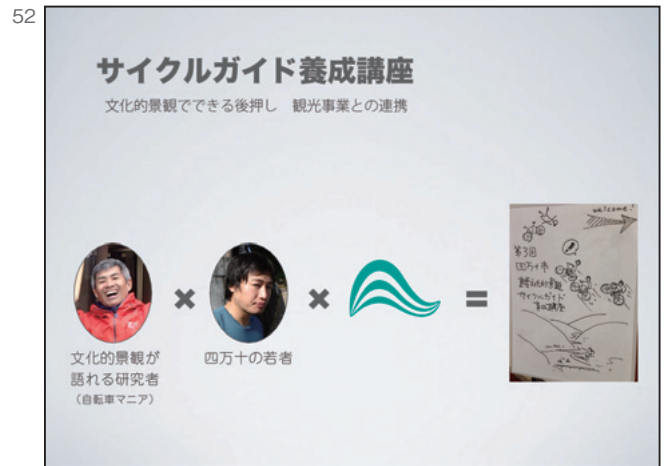 52
サイクルガイド養成講座
文化的景観でできる後押し　観光事業との連携
×
×
=
文化的景観が
語れる研究者
（自転車マニア）
四万十の若者
welcome!
第3回
四万十市
サイクルガイド